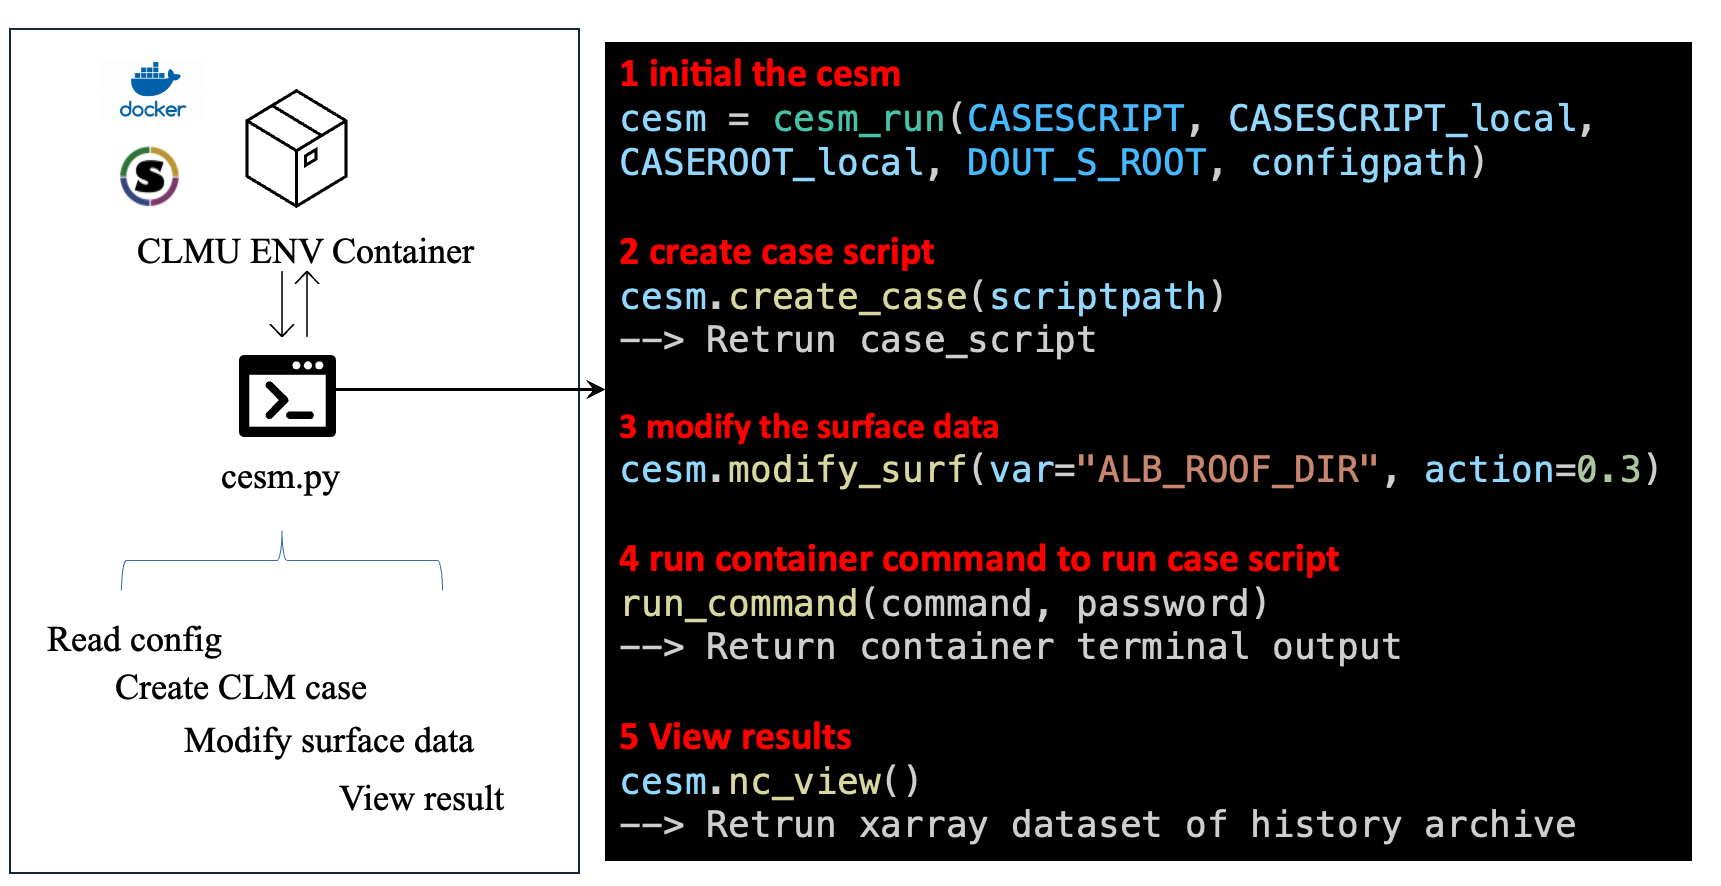 docker
S
CLMU ENV Container
cesm.py
Read config
Create CLM case
Modify surface data
View result
1 initial the cesm
cesm = cesm_run(CASESCRIPT, CASESCRIPT_local,
CASEROOT_local, DOUT_S_ROOT, configpath)
2 create case script
cesm.create_case(scriptpath)
--> Retrun case_script
3 modify the surface data
cesm.modify_surf(var="ALB_ROOF_DIR", action=0.3)
4 run container command to run case script
run_command(command, password)
--> Return container terminal output
5 View results
cesm.nc_view()
--> Retrun xarray dataset of history archive